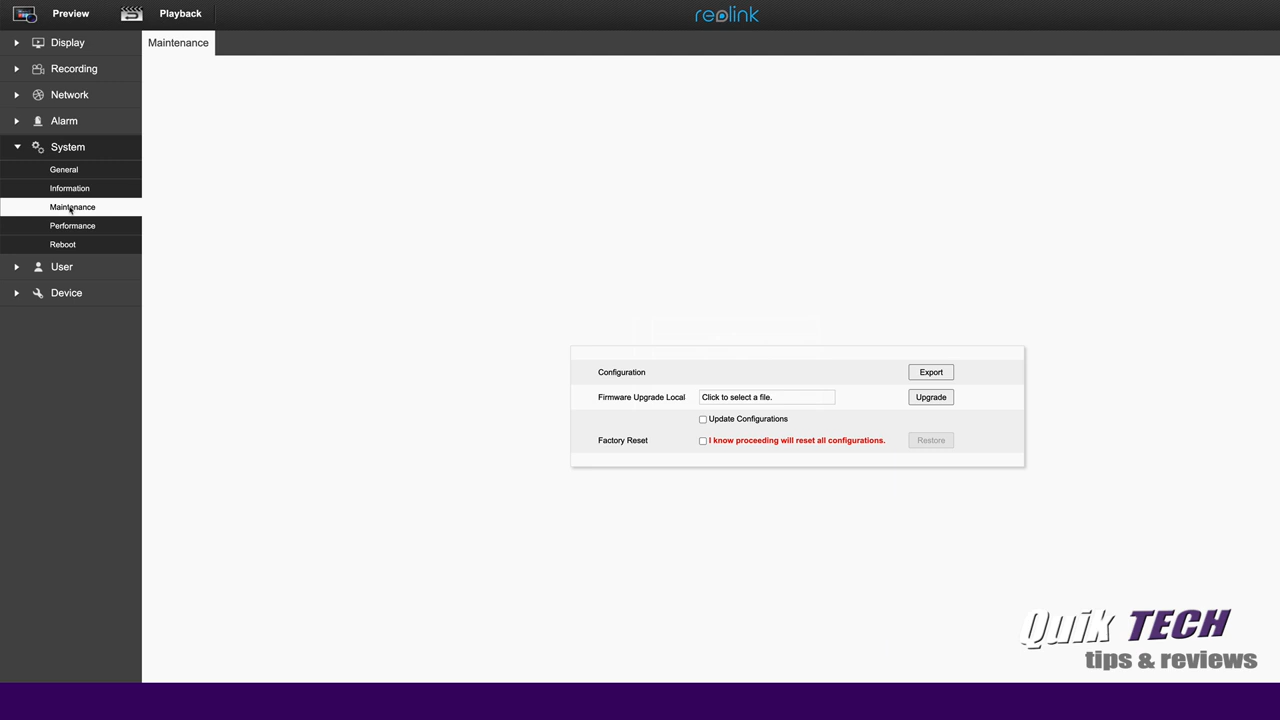 Preview
Playback
reolink
Display
Maintenance
Recording
Network
Alarm
System
General
Information
Maintenance
Performance
Reboot
User
Device
Configuration
Export
Firmware Upgrade Local
Click to select a file.
Upgrade
Update Configurations
Factory Reset
I know proceeding will reset all configurations.
Restore
Quik TECH
tips & reviews